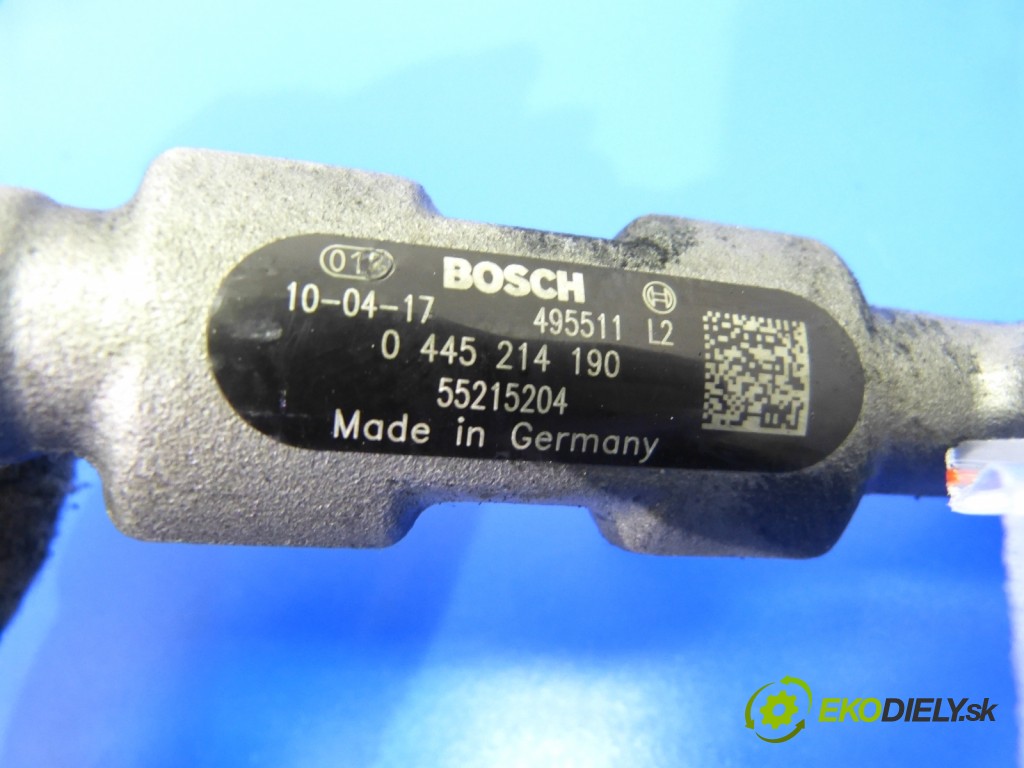 BOSCH
10-04-17 495511 L2
0 445 214 190
55215204
Made in Germany
EKODIELY.sk